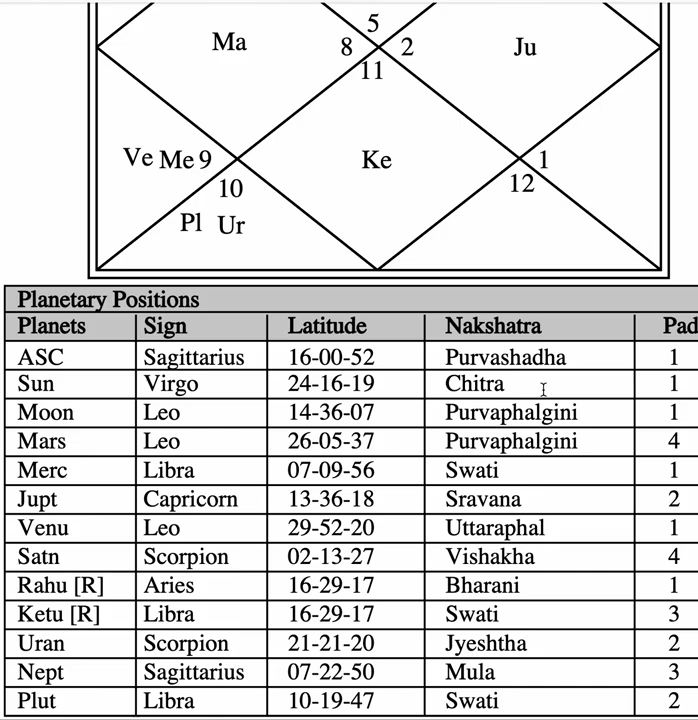 5
Ma 8 2 Ju
11
Ve Me 9 Ke 1
10 12
Pl Ur
Planetary Positions
Planets Sign Latitude Nakshatra Pad
ASC Sagittarius 16-00-52 Purvashadha 1
Sun Virgo 24-16-19 Chitra 1
Moon Leo 14-36-07 Purvaphalgini 1
Mars Leo 26-05-37 Purvaphalgini 4
Merc Libra 07-09-56 Swati 1
Jupt Capricorn 13-36-18 Sravana 2
Venu Leo 29-52-20 Uttaraphal 1
Satn Scorpion 02-13-27 Vishakha 4
Rahu [R] Aries 16-29-17 Bharani 1
Ketu [R] Libra 16-29-17 Swati 3
Uran Scorpion 21-21-20 Jyeshtha 2
Nept Sagittarius 07-22-50 Mula 3
Plut Libra 10-19-47 Swati 2